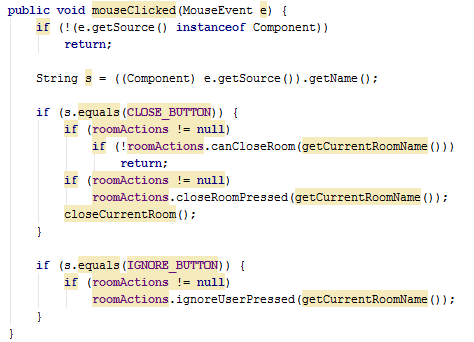 public void mouseClicked(MouseEvent e) {
    if (!(e.getSource() instanceof Component))
        return;

    String s = ((Component) e.getSource()).getName();

    if (s.equals(CLOSE_BUTTON)) {
        if (roomActions != null)
            if (!roomActions.canCloseRoom(getCurrentRoomName()))
                return;
        if (roomActions != null)
            roomActions.closeRoomPressed(getCurrentRoomName());
        closeCurrentRoom();
    }

    if (s.equals(IGNORE_BUTTON)) {
        if (roomActions != null)
            roomActions.ignoreUserPressed(getCurrentRoomName());
    }
}